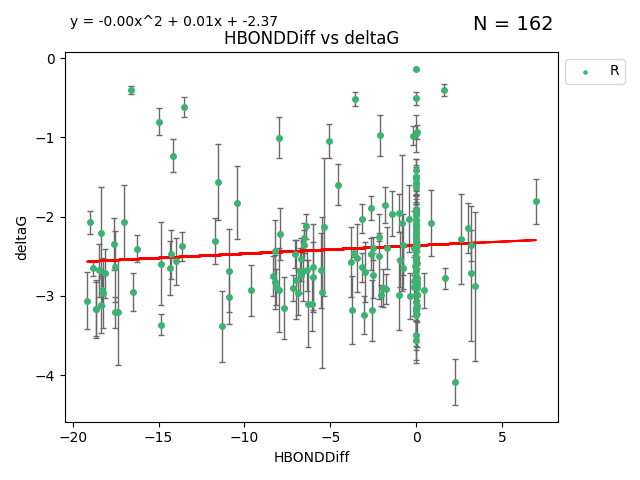 y = -0.00x^2 + 0.01x + -2.37
N = 162
HBONDDiff vs deltaG
R
deltaG
0
−1
−2
−3
−4
−20
−15
−10
−5
0
5
HBONDDiff